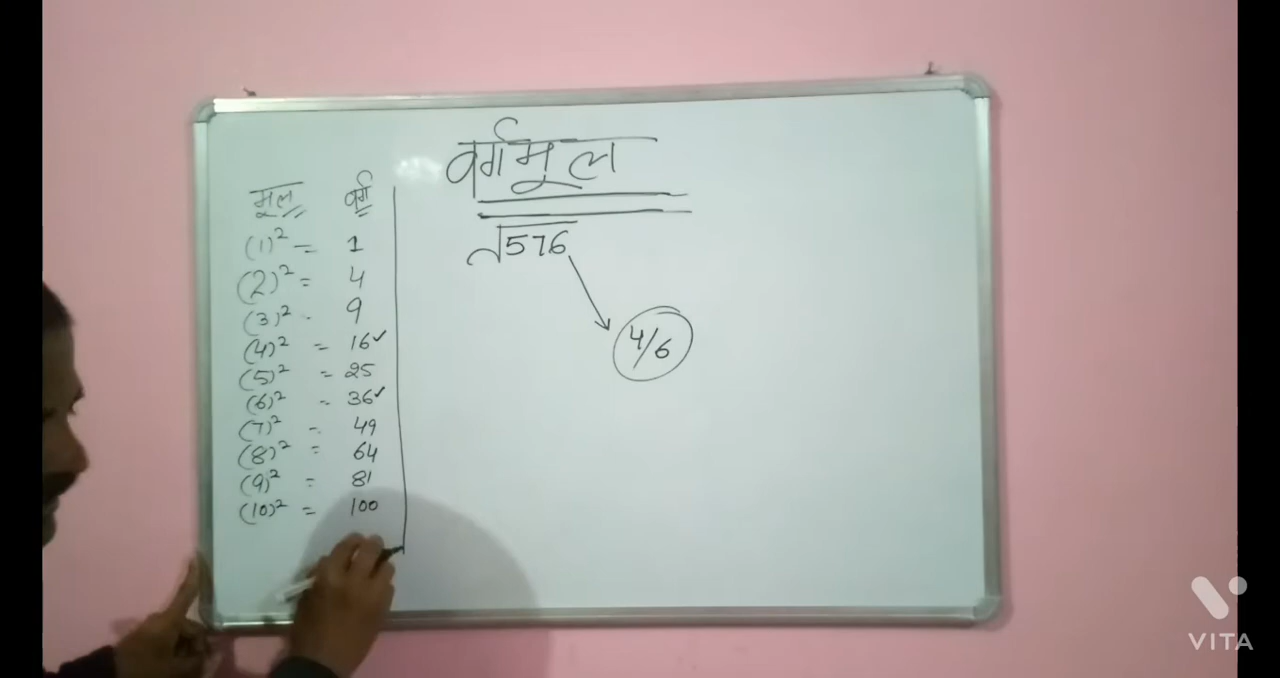 वर्गमूल
मूल वर्ग
(1)² = 1
(2)² = 4
(3)² - 9
(4)² = 16✓
(5)² = 25
(6)² = 36✓
(7)² = 49
(8)² = 64
(9)² = 81
(10)² = 100
√576
4/6
VITA